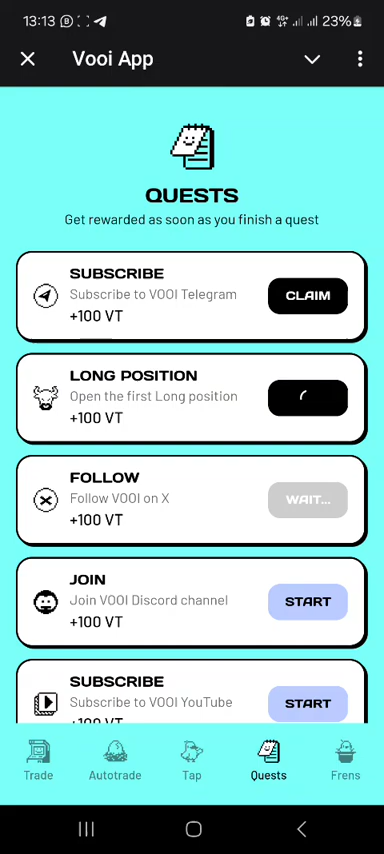 13:13
4G+
23%
Vooi App
QUESTS
Get rewarded as soon as you finish a quest
SUBSCRIBE
Subscribe to VOOI Telegram
+100 VT
CLAIM
LONG POSITION
Open the first Long position
+100 VT
FOLLOW
Follow VOOI on X
+100 VT
WAIT...
JOIN
Join VOOI Discord channel
+100 VT
START
SUBSCRIBE
Subscribe to VOOI YouTube
+100 VT
START
Trade
Autotrade
Tap
Quests
Frens